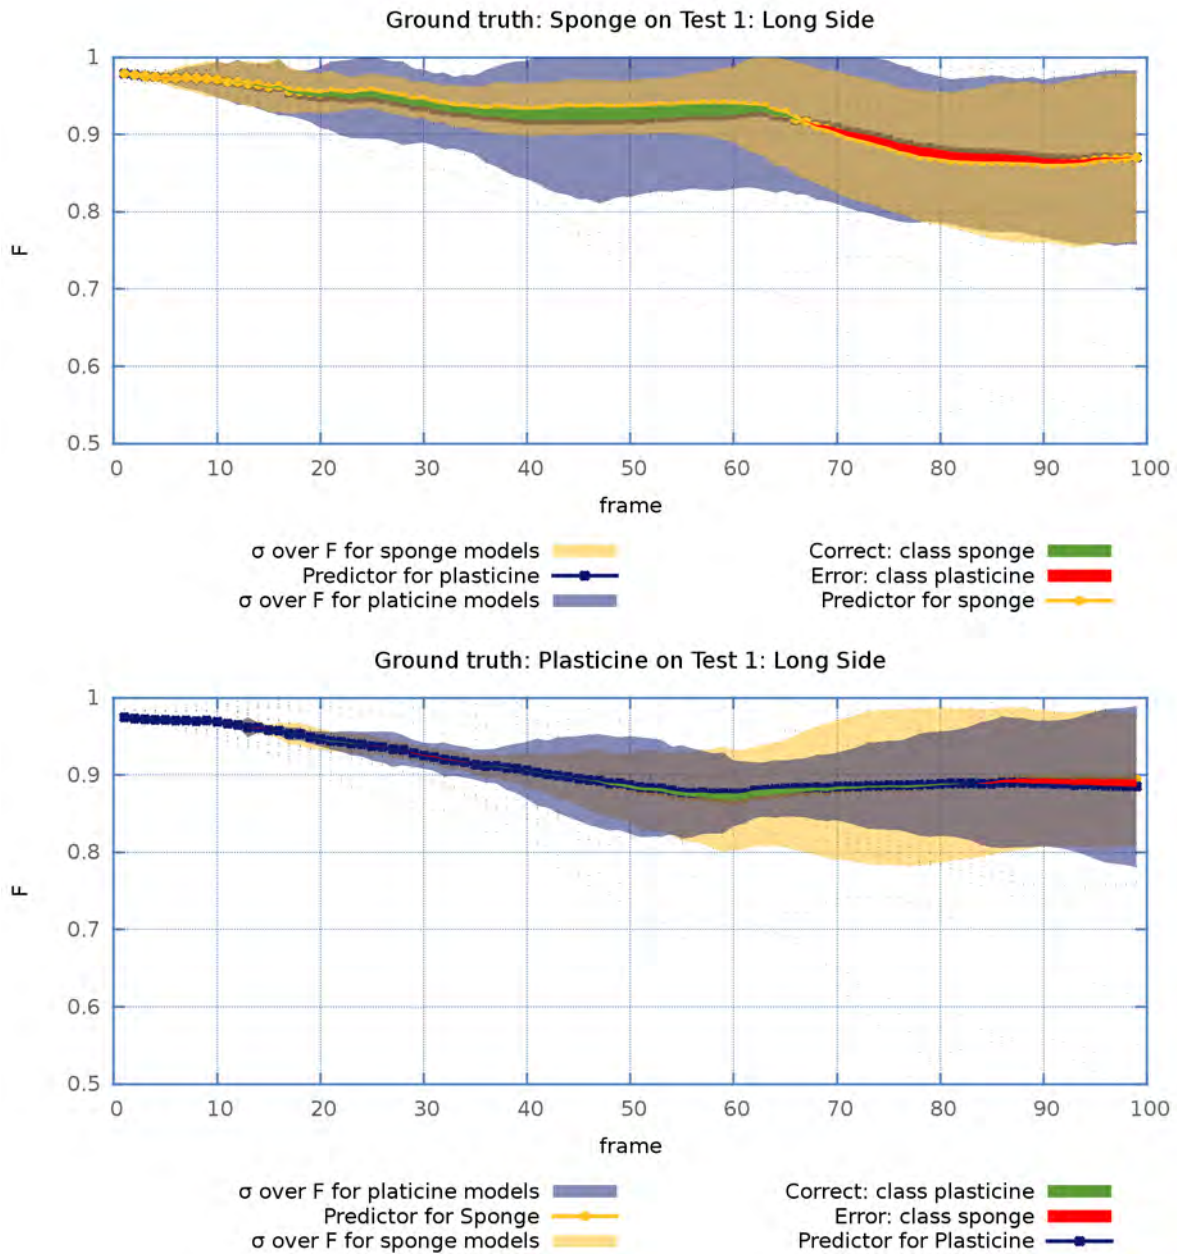 Ground truth: Sponge on Test 1: Long Side
1
0.9
0.8
0.7
0.6
0.5
F
0 10 20 30 40 50 60 70 80 90 100
frame
σ over F for sponge models
Predictor for plasticine
σ over F for platicine models
Correct: class sponge
Error: class plasticine
Predictor for sponge
Ground truth: Plasticine on Test 1: Long Side
1
0.9
0.8
0.7
0.6
0.5
F
0 10 20 30 40 50 60 70 80 90 100
frame
σ over F for platicine models
Predictor for Sponge
σ over F for sponge models
Correct: class plasticine
Error: class sponge
Predictor for Plasticine